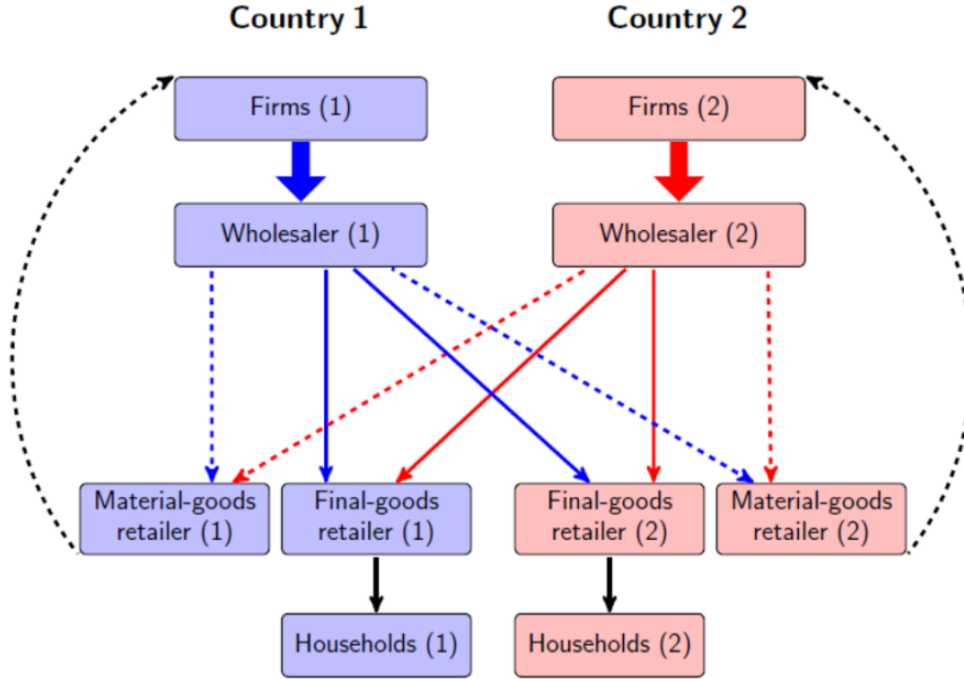 Country 1
Country 2
Firms (1)
Firms (2)
Wholesaler (1)
Wholesaler (2)
Material-goods
retailer (1)
Final-goods
retailer (1)
Final-goods
retailer (2)
Material-goods
retailer (2)
Households (1)
Households (2)